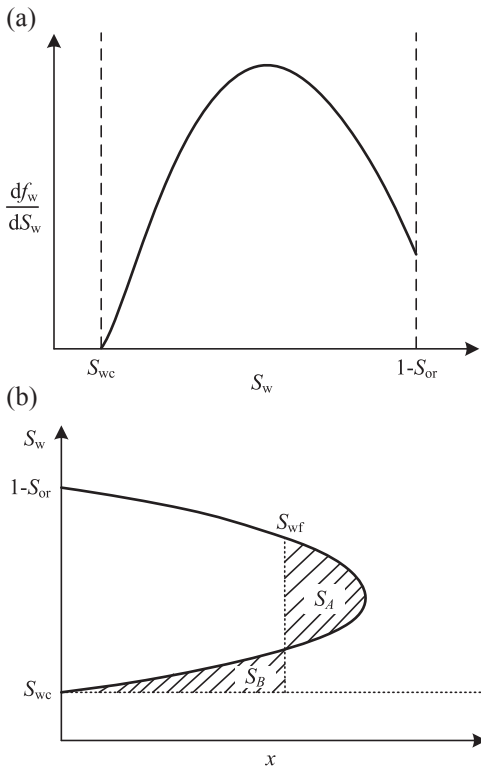 (a)
df_w
dS_w
S_wc
S_w
1-S_or
(b)
S_w
1-S_or
S_wf
S_A
S_B
S_wc
x